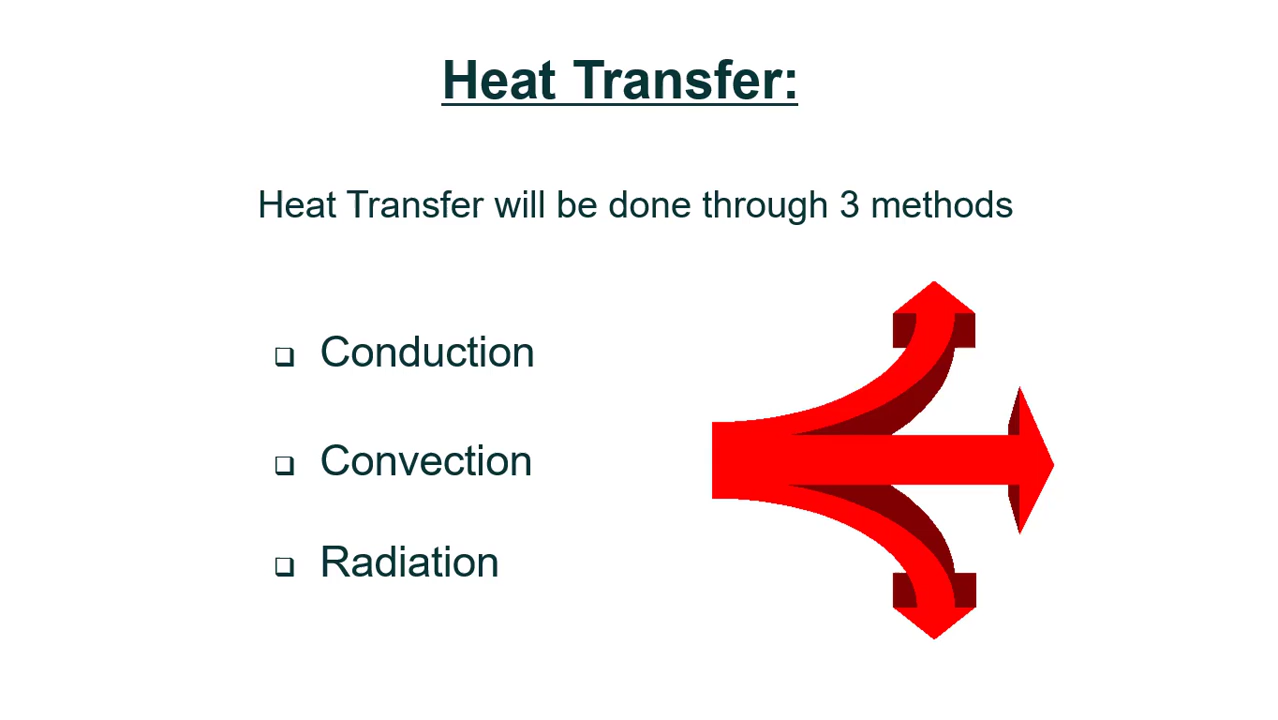 Heat Transfer:
Heat Transfer will be done through 3 methods
❑ Conduction
❑ Convection
❑ Radiation